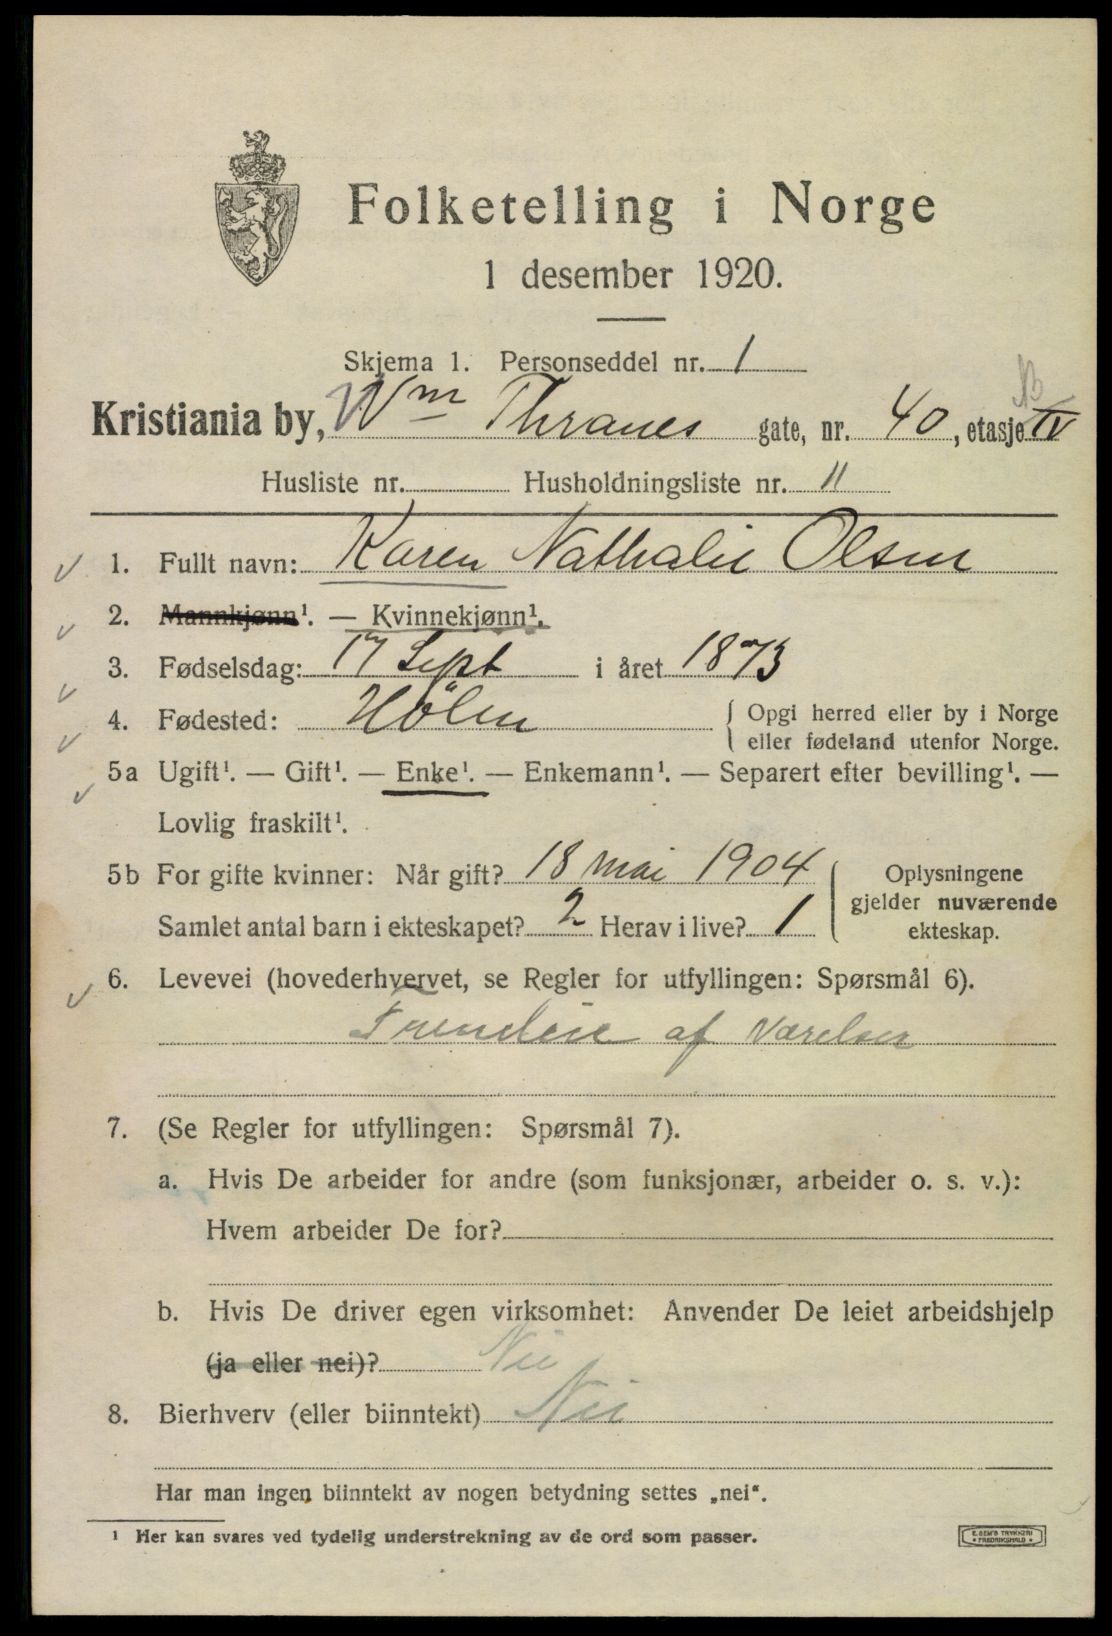 Folketelling i Norge
1 desember 1920.
Skjema 1. Personseddel nr. 1
Kristiania by, Wm Thranes gate, nr. 40, etasje IV
Husliste nr. Husholdningsliste nr. 11
1. Fullt navn: Karen Nathalie Olsen
2. Mannkjønn¹. — Kvinnekjønn¹.
3. Fødselsdag: 17 Sept i året 1873
4. Fødested: Hølen { Opgi herred eller by i Norge
eller fødeland utenfor Norge.
5a Ugift¹. — Gift¹. — Enke¹. — Enkemann¹. — Separert efter bevilling¹. —
Lovlig fraskilt¹.
5b For gifte kvinner: Når gift? 18 mai 1904
Samlet antal barn i ekteskapet? 2 Herav i live? 1
Oplysningene
gjelder nuværende
ekteskap.
6. Levevei (hovederhvervet, se Regler for utfyllingen: Spørsmål 6).
Fremleie af Værelser
7. (Se Regler for utfyllingen: Spørsmål 7).
a. Hvis De arbeider for andre (som funksjonær, arbeider o. s. v.):
Hvem arbeider De for?
b. Hvis De driver egen virksomhet: Anvender De leiet arbeidshjelp
(ja eller nei)? Nei
8. Bierhverv (eller biinntekt) Nei
Har man ingen biinntekt av nogen betydning settes „nei“.
¹ Her kan svares ved tydelig understrekning av de ord som passer.
E. SEM'S TRYKKERI
FREDRIKSHALD